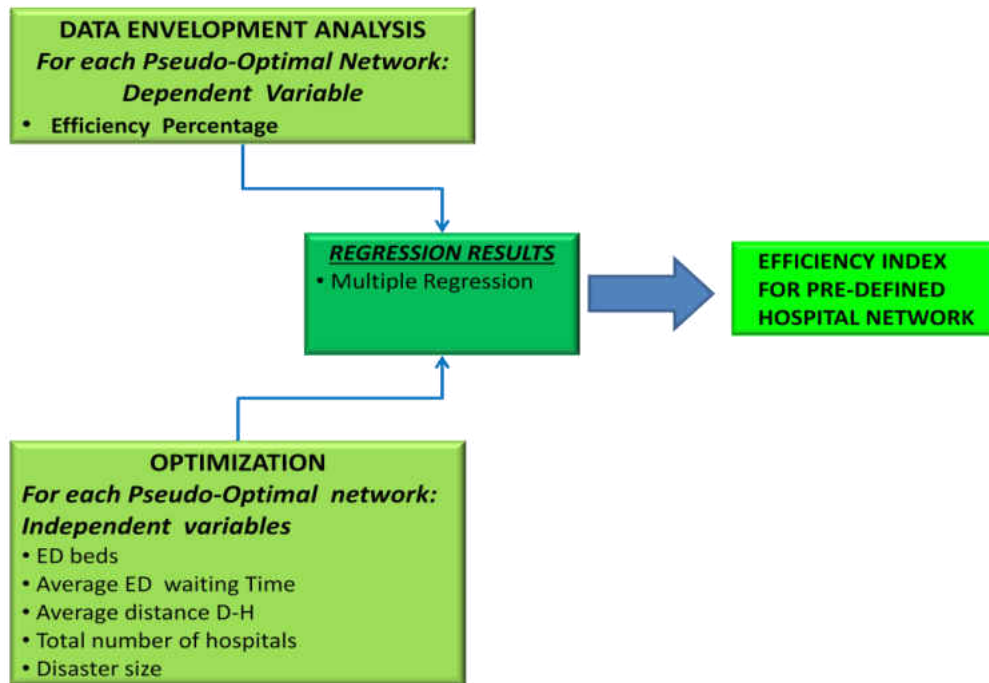 DATA ENVELOPMENT ANALYSIS
For each Pseudo-Optimal Network:
Dependent Variable
• Efficiency Percentage
REGRESSION RESULTS
• Multiple Regression
EFFICIENCY INDEX
FOR PRE-DEFINED
HOSPITAL NETWORK
OPTIMIZATION
For each Pseudo-Optimal network:
Independent variables
• ED beds
• Average ED waiting Time
• Average distance D-H
• Total number of hospitals
• Disaster size